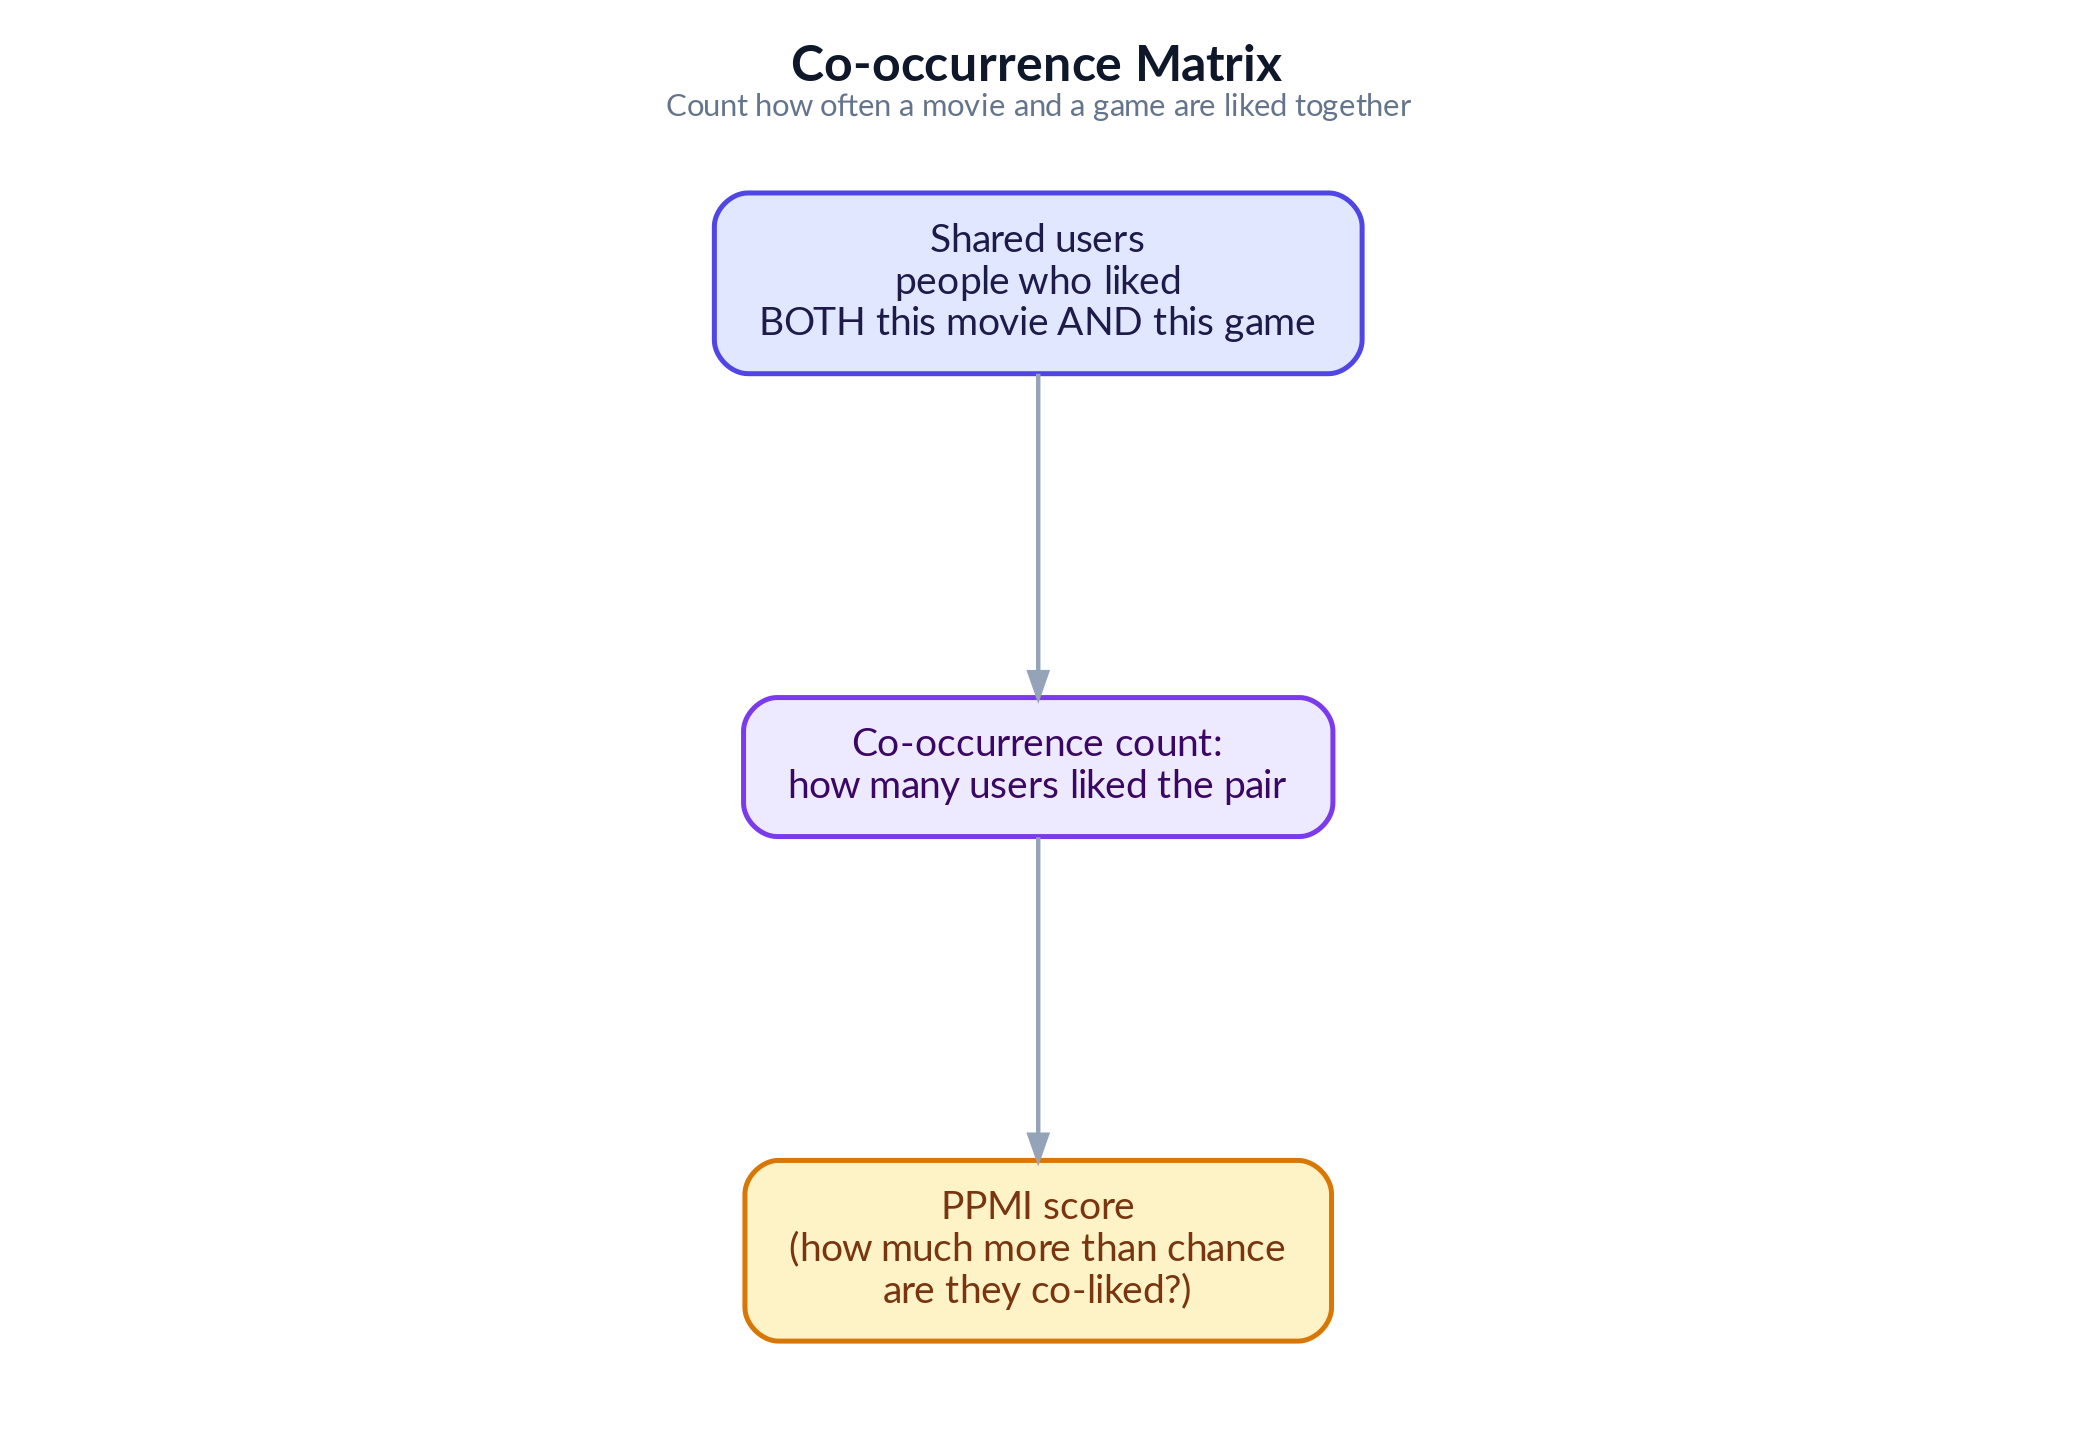 Co-occurrence Matrix
Count how often a movie and a game are liked together
Shared users
people who liked
BOTH this movie AND this game
Co-occurrence count:
how many users liked the pair
PPMI score
(how much more than chance
are they co-liked?)